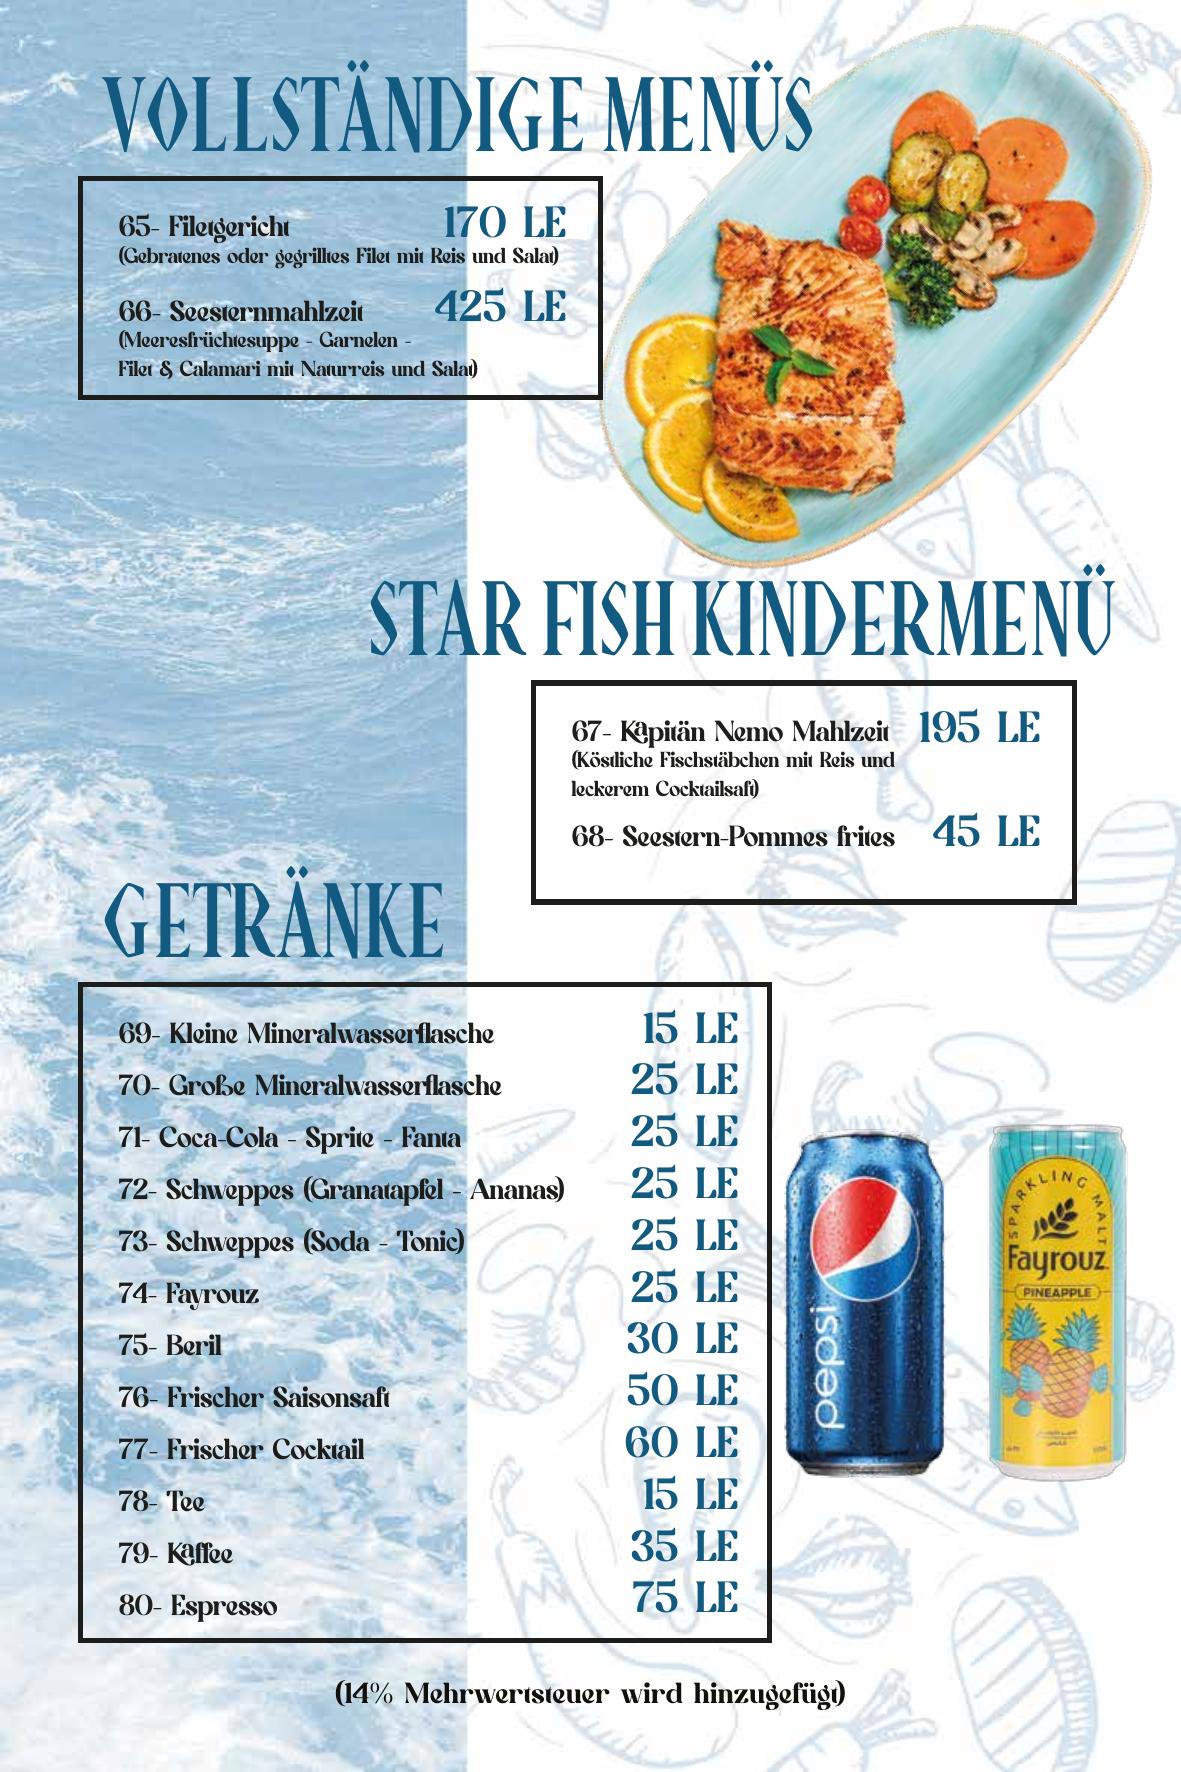 VOLLSTÄNDIGE MENÜS
65- Filetgericht 170 LE
(Gebratenes oder gegrilltes Filet mit Reis und Salat)
66- Seesternmahlzeit 425 LE
(Meeresfrüchtesuppe - Garnelen -
Filet & Calamari mit Naturreis und Salat)
STAR FISH KINDERMENÜ
67- Kapitän Nemo Mahlzeit 195 LE
(Köstliche Fischstäbchen mit Reis und
leckerem Cocktailsaft)
68- Seestern-Pommes frites 45 LE
GETRÄNKE
69- Kleine Mineralwasserflasche 15 LE
70- Große Mineralwasserflasche 25 LE
71- Coca-Cola - Sprite - Fanta 25 LE
72- Schweppes (Granatapfel - Ananas) 25 LE
73- Schweppes (Soda - Tonic) 25 LE
74- Fayrouz 25 LE
75- Beril 30 LE
76- Frischer Saisonsaft 50 LE
77- Frischer Cocktail 60 LE
78- Tee 15 LE
79- Kaffee 35 LE
80- Espresso 75 LE
pepsi
SPARKLING MALT
Fayrouz
PINEAPPLE
(14% Mehrwertsteuer wird hinzugefügt)